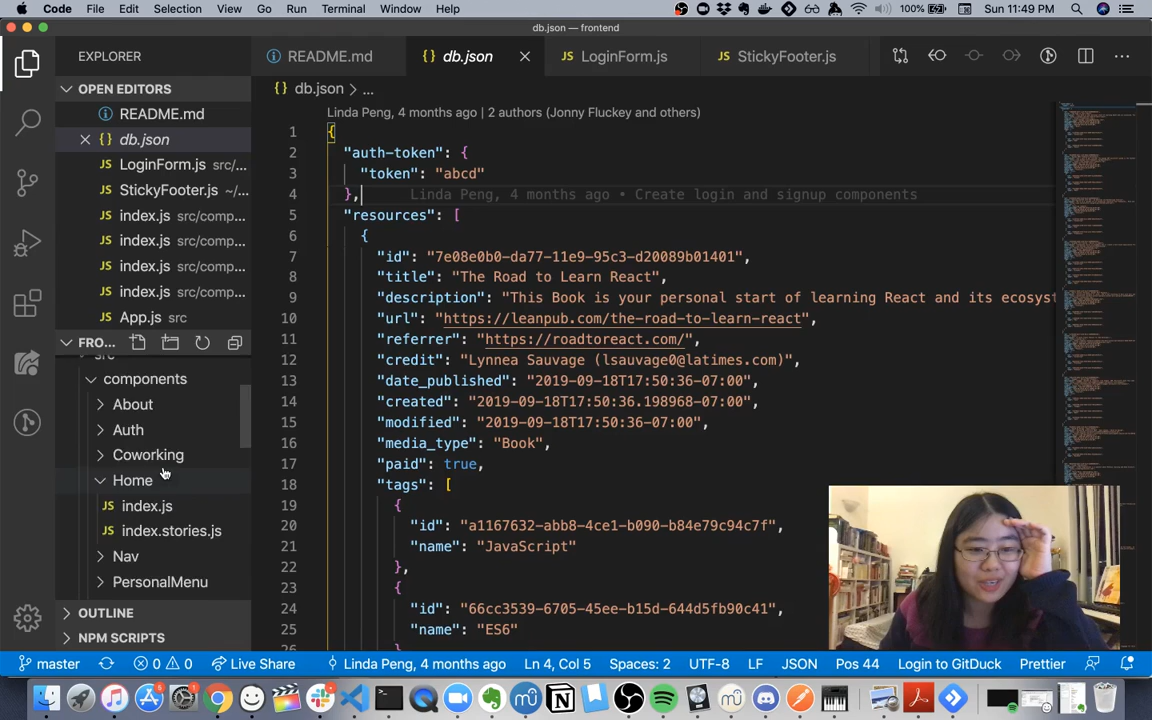 Code File Edit Selection View Go Run Terminal Window Help 100% Sun 11:49 PM
db.json — frontend
EXPLORER
README.md
db.json
LoginForm.js
StickyFooter.js
OPEN EDITORS
README.md
db.json
LoginForm.js src/...
StickyFooter.js ~/...
index.js src/comp...
index.js src/comp...
index.js src/comp...
index.js src/comp...
App.js src
FRO...
src
components
About
Auth
Coworking
Home
index.js
index.stories.js
Nav
PersonalMenu
OUTLINE
NPM SCRIPTS
db.json > ...
Linda Peng, 4 months ago | 2 authors (Jonny Fluckey and others)
1 {
2 "auth-token": {
3 "token": "abcd"
4 }, Linda Peng, 4 months ago • Create login and signup components
5 "resources": [
6 {
7 "id": "7e08e0b0-da77-11e9-95c3-d20089b01401",
8 "title": "The Road to Learn React",
9 "description": "This Book is your personal start of learning React and its ecosyst
10 "url": "https://leanpub.com/the-road-to-learn-react",
11 "referrer": "https://roadtoreact.com/",
12 "credit": "Lynnea Sauvage (lsauvage0@latimes.com)",
13 "date_published": "2019-09-18T17:50:36-07:00",
14 "created": "2019-09-18T17:50:36.198968-07:00",
15 "modified": "2019-09-18T17:50:36-07:00",
16 "media_type": "Book",
17 "paid": true,
18 "tags": [
19 {
20 "id": "a1167632-abb8-4ce1-b090-b84e79c94c7f",
21 "name": "JavaScript"
22 },
23 {
24 "id": "66cc3539-6705-45ee-b15d-644d5fb90c41",
25 "name": "ES6"
26 }
master 0 0 Live Share Linda Peng, 4 months ago Ln 4, Col 5 Spaces: 2 UTF-8 LF JSON Pos 44 Login to GitDuck Prettier